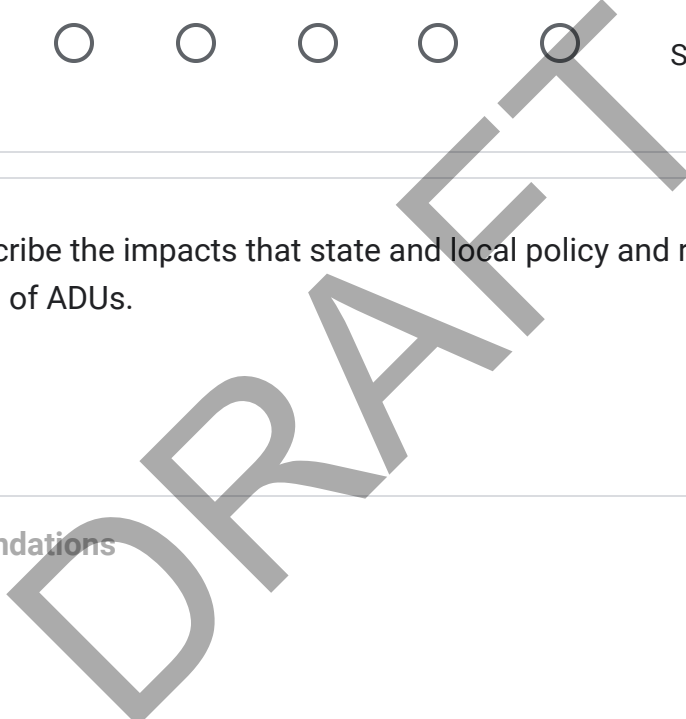 S
cribe the impacts that state and local policy and r
of ADUs.
ndations
DRAFT